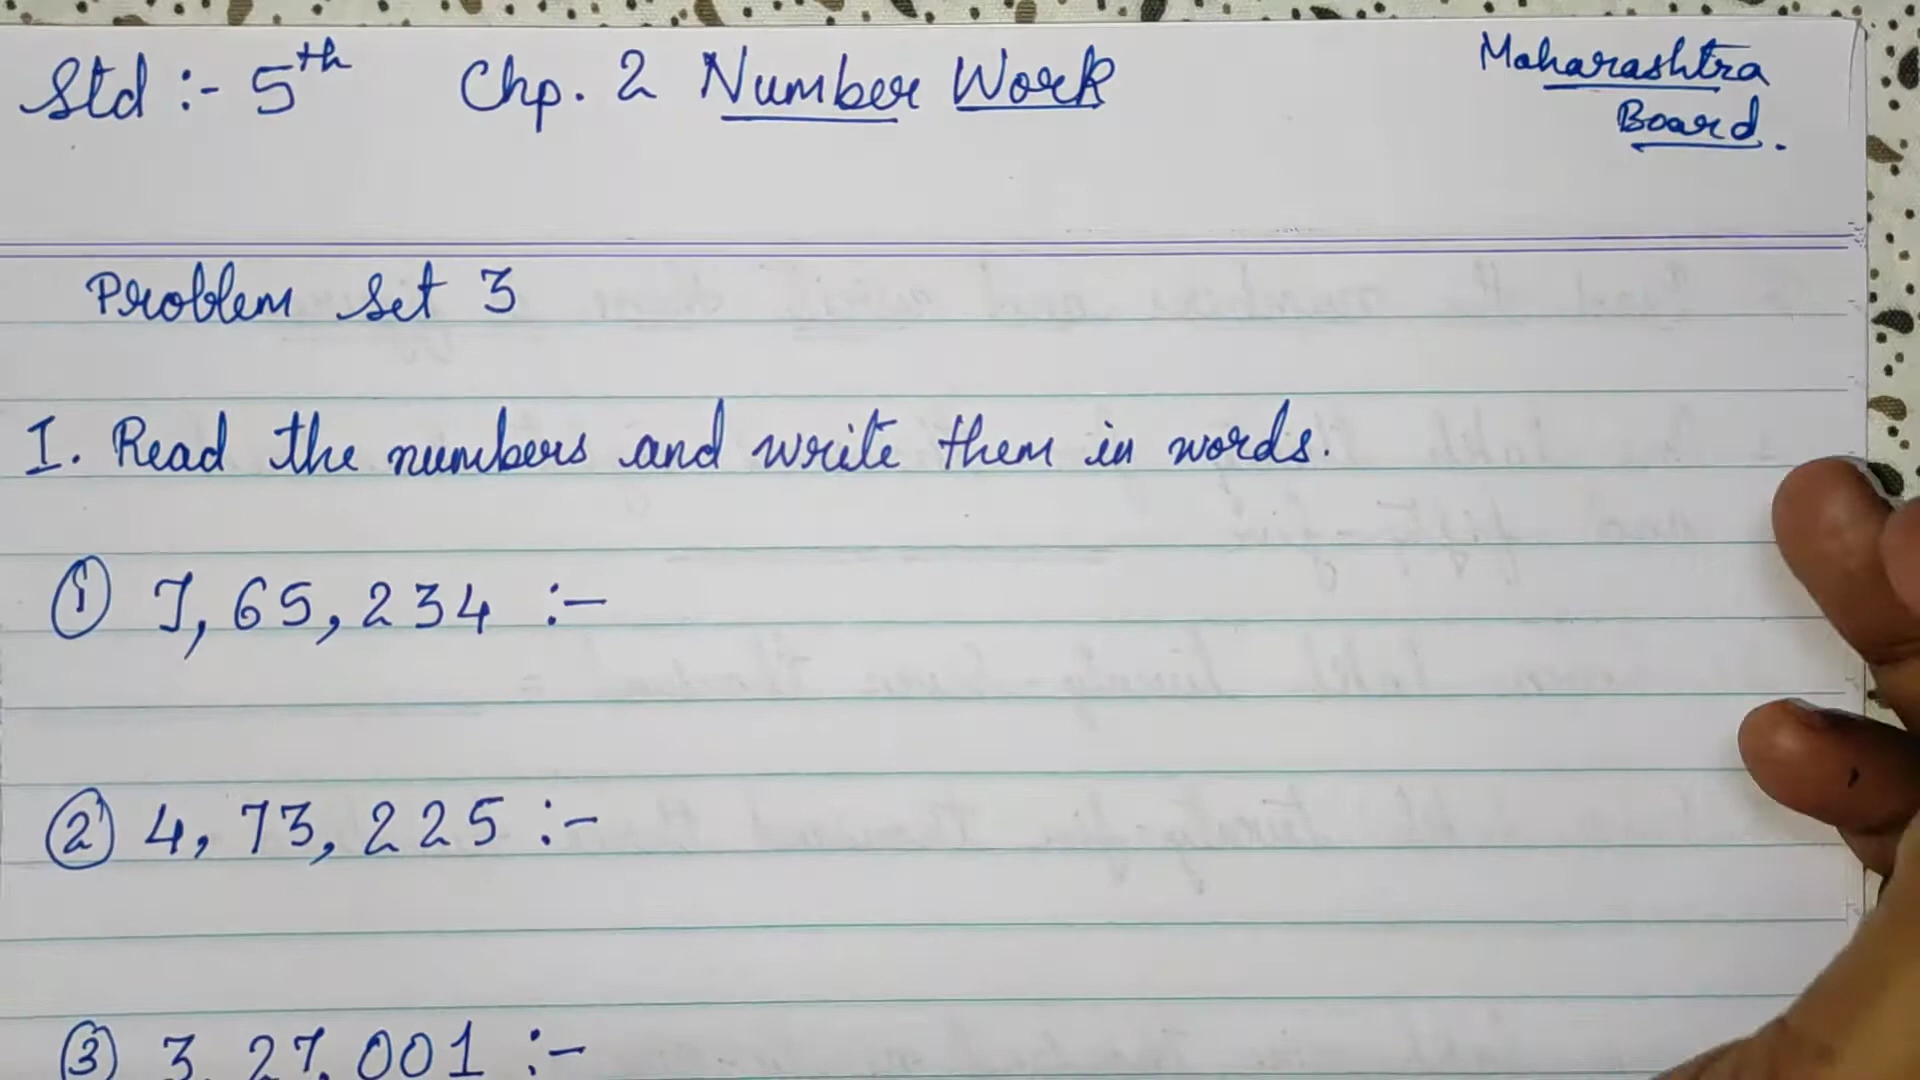 Std :- 5th Chp. 2 Number Work
Maharashtra
Board.
Problem Set 3
I. Read the numbers and write them in words.
① 7,65,234 :-
② 4,73,225 :-
③ 3,27,001 :-